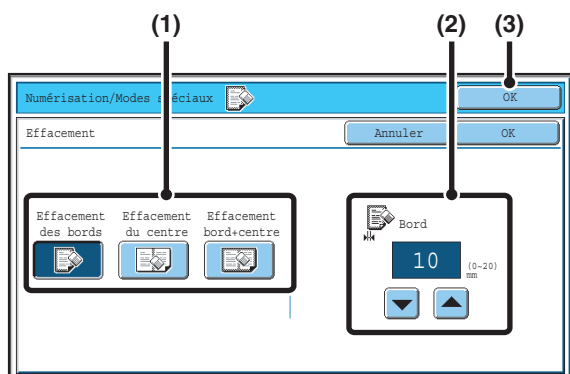 (1) (2) (3)
Numérisation/Modes spéciaux OK
Effacement Annuler OK
Effacement des bords
Effacement du centre
Effacement bord+centre
Bord
10 (0~20)
mm